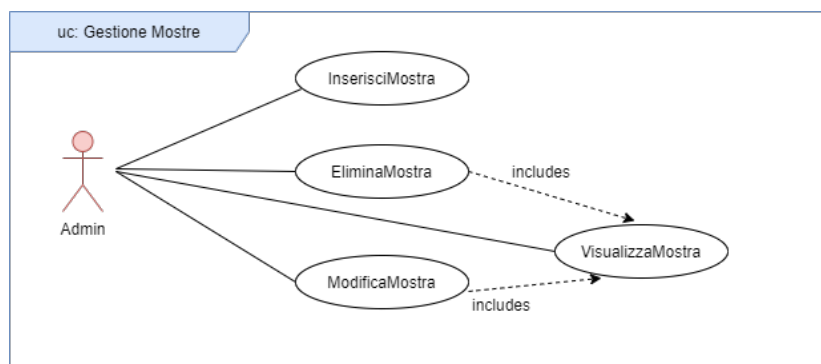 uc: Gestione Mostre
InserisciMostra
EliminaMostra
includes
Admin
VisualizzaMostra
ModificaMostra
includes